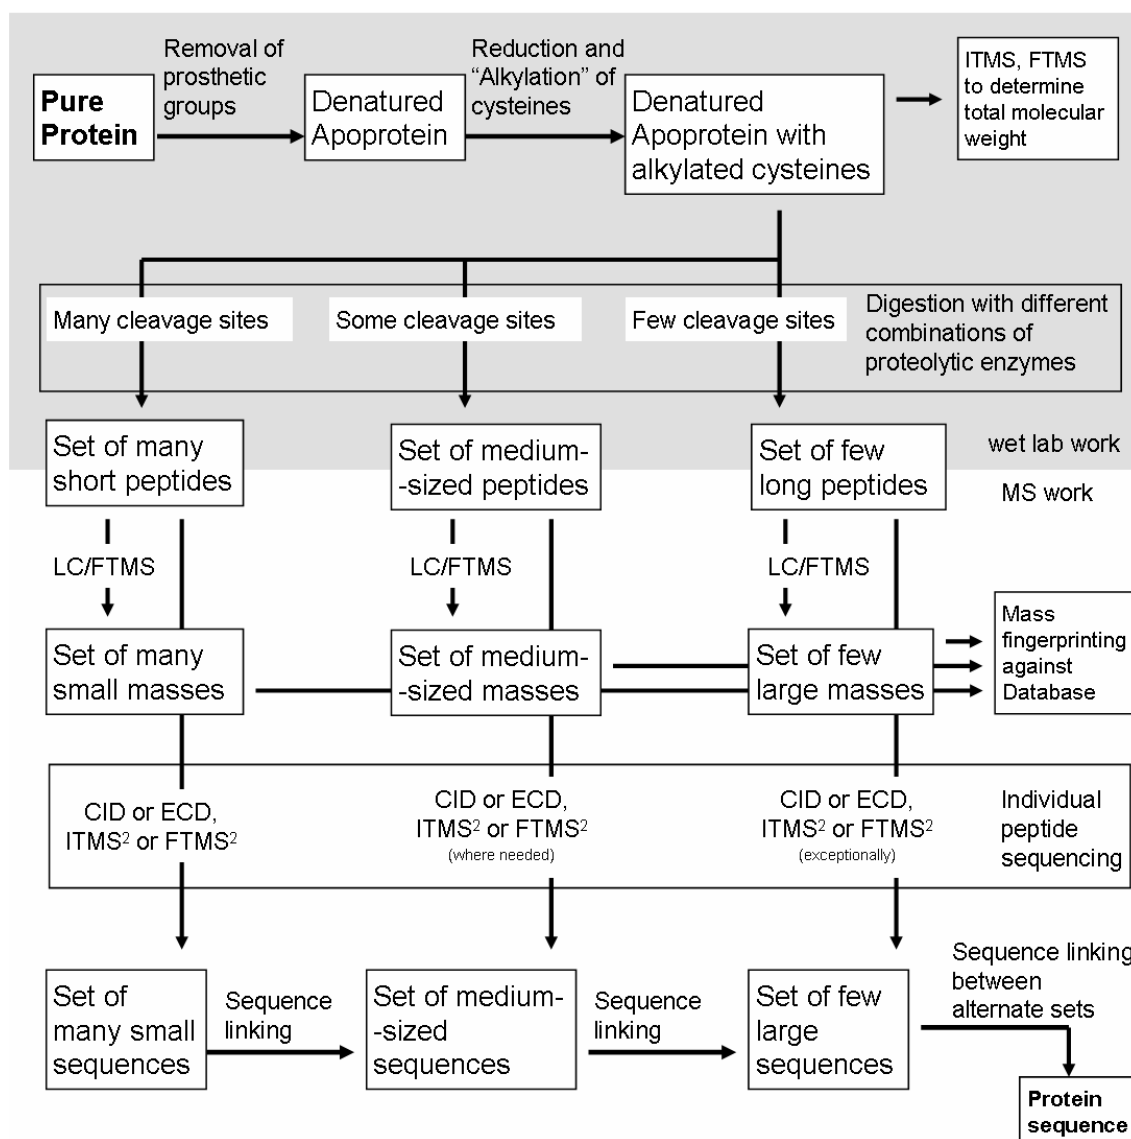 Removal of
prosthetic
groups
Reduction and
“Alkylation” of
cysteines
ITMS, FTMS
to determine
total molecular
weight
Pure
Protein
Denatured
Apoprotein
Denatured
Apoprotein with
alkylated cysteines
Many cleavage sites
Some cleavage sites
Few cleavage sites
Digestion with different
combinations of
proteolytic enzymes
Set of many
short peptides
Set of medium-
-sized peptides
Set of few
long peptides
wet lab work
MS work
LC/FTMS
LC/FTMS
LC/FTMS
Set of many
small masses
Set of medium-
-sized masses
Set of few
large masses
Mass
fingerprinting
against
Database
CID or ECD,
ITMS² or FTMS²
CID or ECD,
ITMS² or FTMS²
(where needed)
CID or ECD,
ITMS² or FTMS²
(exceptionally)
Individual
peptide
sequencing
Set of
many small
sequences
Sequence
linking
Set of medium-
-sized
sequences
Sequence
linking
Set of few
large
sequences
Sequence linking
between
alternate sets
Protein
sequence